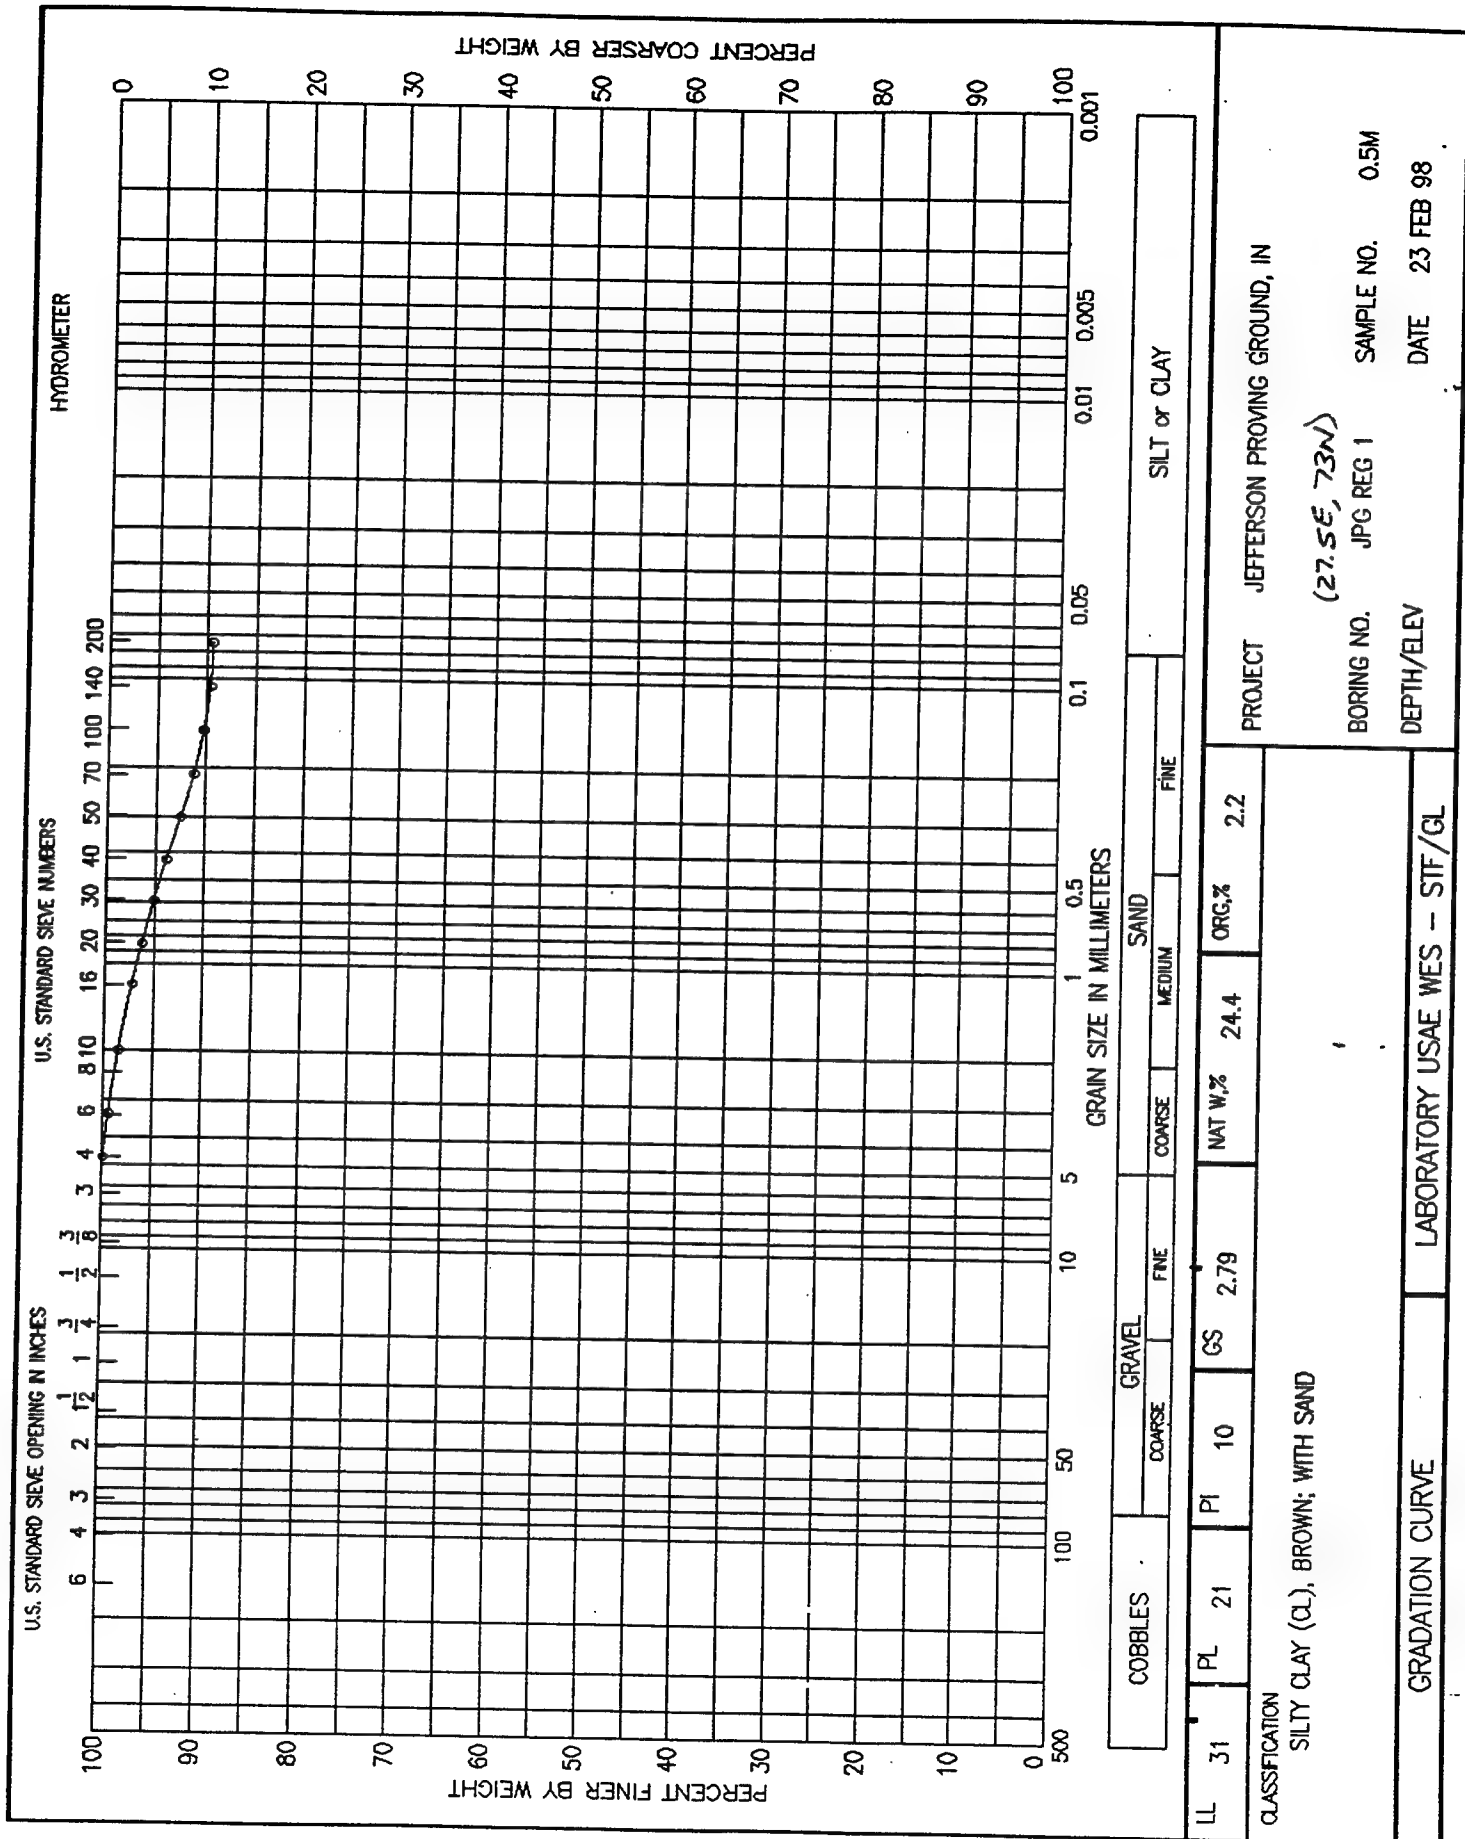 U.S. STANDARD SIEVE OPENING IN INCHES U.S. STANDARD SIEVE NUMBERS HYDROMETER
6 4 3 2 1 1/2 1 3/4 1/2 3/8 3 4 6 8 10 16 20 30 40 50 70 100 140 200
PERCENT FINER BY WEIGHT
100
90
80
70
60
50
40
30
20
10
0
PERCENT COARSER BY WEIGHT
0
10
20
30
40
50
60
70
80
90
100
500 100 50 10 5 1 0.5 0.1 0.05 0.01 0.005 0.001
GRAIN SIZE IN MILLIMETERS
COBBLES GRAVEL SAND SILT or CLAY
COARSE FINE COARSE MEDIUM FINE
LL 31 PL 21 PI 10 GS 2.79 NAT W,% 24.4 ORG,% 2.2
CLASSIFICATION
SILTY CLAY (CL), BROWN; WITH SAND
PROJECT JEFFERSON PROVING GROUND, IN
(27.5E, 73N)
BORING NO. JPG REG 1 SAMPLE NO. 0.5M
DEPTH/ELEV DATE 23 FEB 98
GRADATION CURVE LABORATORY USAE WES - STF/GL